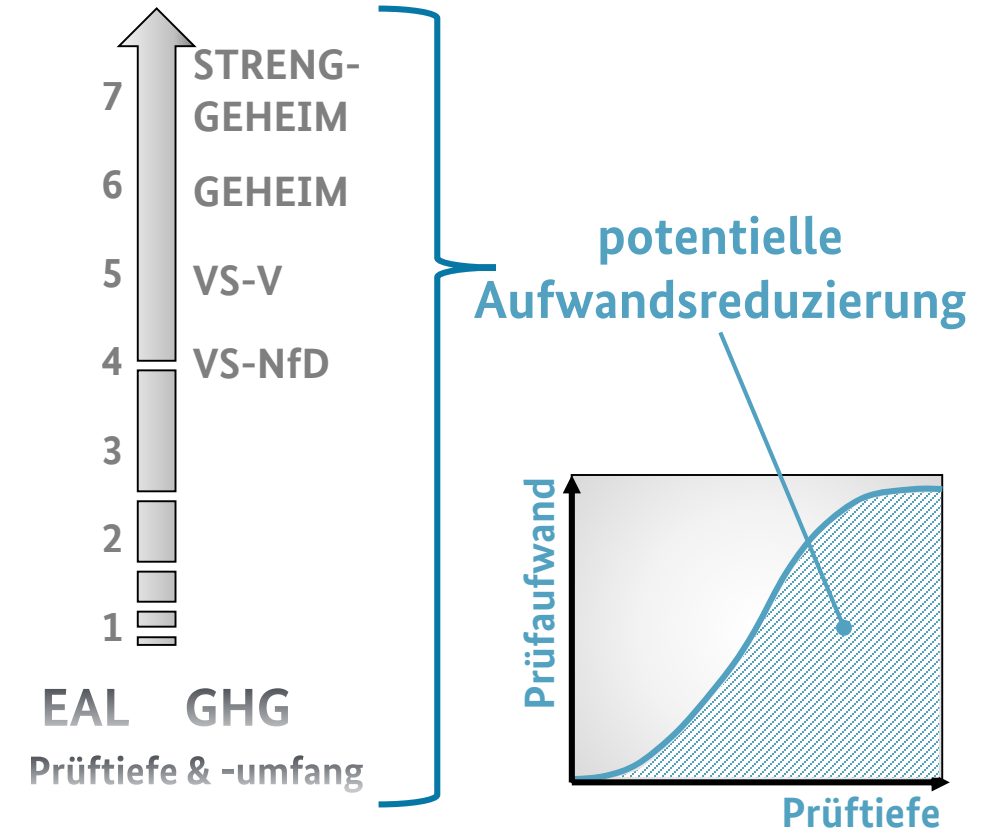 7 STRENG-
GEHEIM
6 GEHEIM
5 VS-V
4 VS-NfD
3
2
1
EAL GHG
Prüftiefe & -umfang
potentielle
Aufwandsreduzierung
Prüfaufwand
Prüftiefe